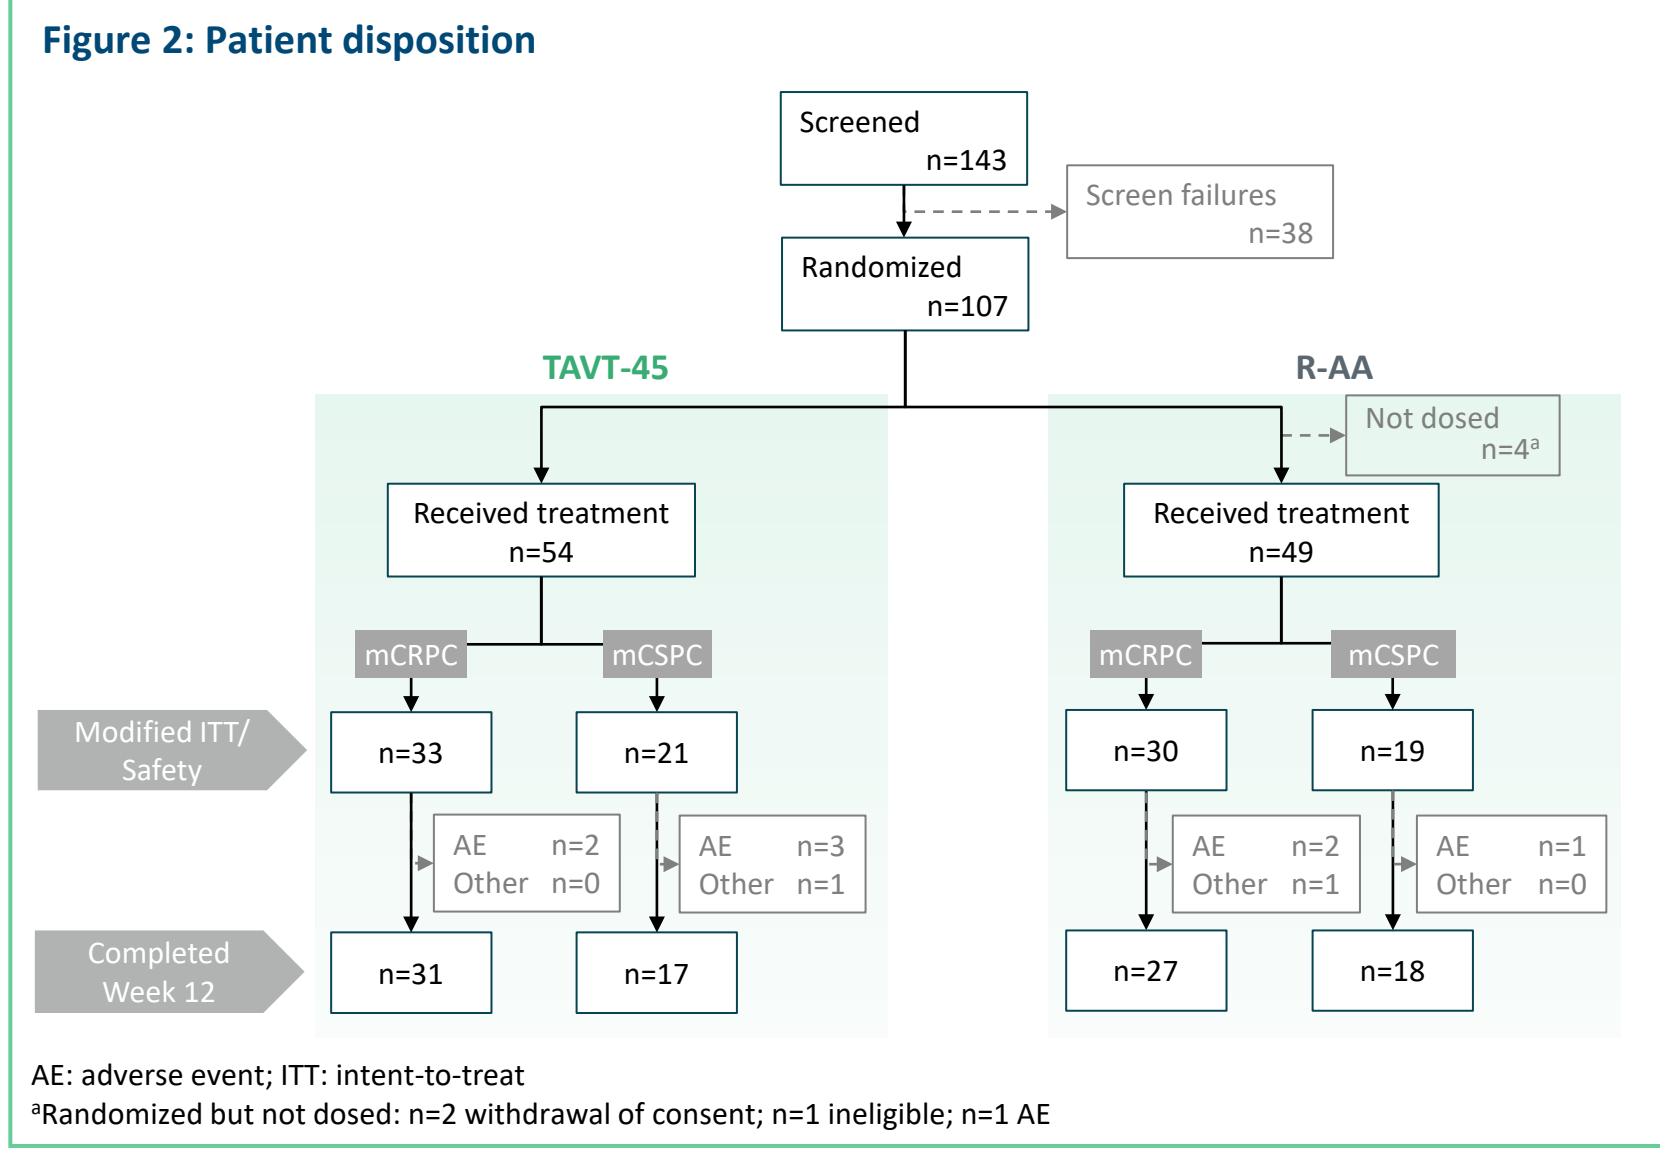 Figure 2: Patient disposition
Screened
n=143
Screen failures
n=38
Randomized
n=107
TAVT-45
R-AA
Not dosed
n=4ᵃ
Received treatment
n=54
Received treatment
n=49
mCRPC
mCSPC
mCRPC
mCSPC
Modified ITT/
Safety
n=33
n=21
n=30
n=19
AE n=2
Other n=0
AE n=3
Other n=1
AE n=2
Other n=1
AE n=1
Other n=0
Completed
Week 12
n=31
n=17
n=27
n=18
AE: adverse event; ITT: intent-to-treat
ᵃRandomized but not dosed: n=2 withdrawal of consent; n=1 ineligible; n=1 AE